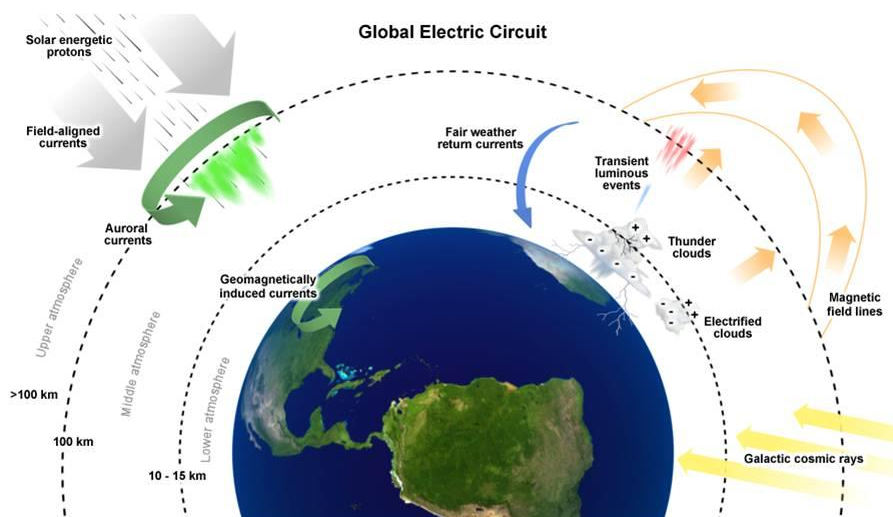 Global Electric Circuit
Solar energetic
protons
Field-aligned
currents
Auroral
currents
Fair weather
return currents
Transient
luminous
events
Thunder
clouds
Electrified
clouds
Magnetic
field lines
Geomagnetically
induced currents
Upper atmosphere
Middle atmosphere
Lower atmosphere
>100 km
100 km
10 - 15 km
Galactic cosmic rays